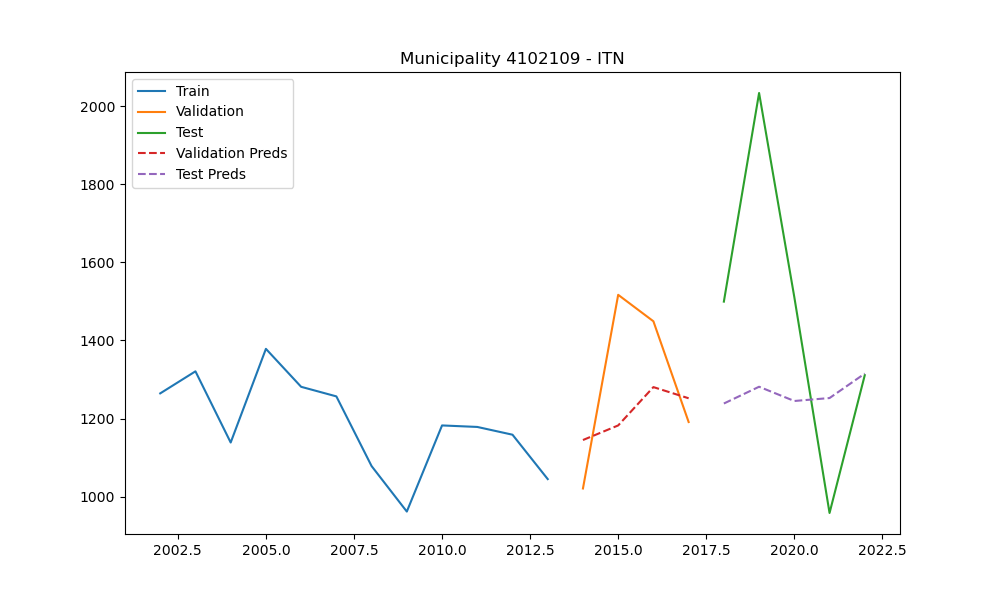 Municipality 4102109 - ITN
Train
Validation
Test
Validation Preds
Test Preds
2000
1800
1600
1400
1200
1000
2002.5 2005.0 2007.5 2010.0 2012.5 2015.0 2017.5 2020.0 2022.5